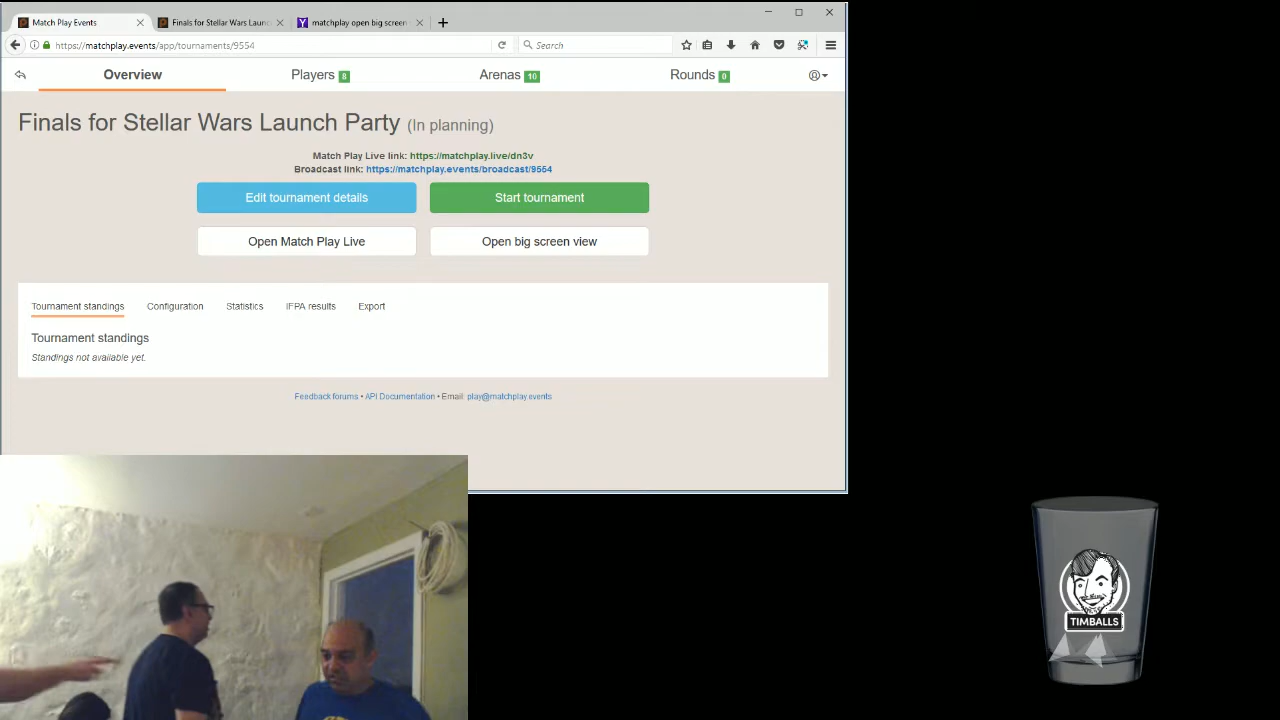 Match Play Events
Finals for Stellar Wars Launc
matchplay open big screen
https://matchplay.events/app/tournaments/9554
Search
Overview
Players 8
Arenas 10
Rounds 0
Finals for Stellar Wars Launch Party (In planning)
Match Play Live link: https://matchplay.live/dn3v
Broadcast link: https://matchplay.events/broadcast/9554
Edit tournament details
Start tournament
Open Match Play Live
Open big screen view
Tournament standings
Configuration
Statistics
IFPA results
Export
Tournament standings
Standings not available yet.
Feedback forums • API Documentation • Email: play@matchplay.events
TIMBALLS